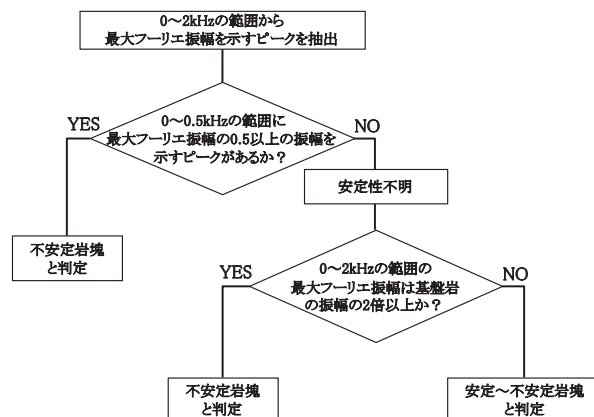 0～2kHzの範囲から
最大フーリエ振幅を示すピークを抽出
YES
0～0.5kHzの範囲に
最大フーリエ振幅の0.5以上の振幅を
示すピークがあるか？
NO
安定性不明
不安定岩塊
と判定
YES
0～2kHzの範囲の
最大フーリエ振幅は基盤岩
の振幅の2倍以上か？
NO
不安定岩塊
と判定
安定～不安定岩塊
と判定